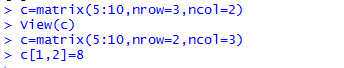 > c=matrix(5:10,nrow=3,ncol=2)
> View(c)
> c=matrix(5:10,nrow=2,ncol=3)
> c[1,2]=8